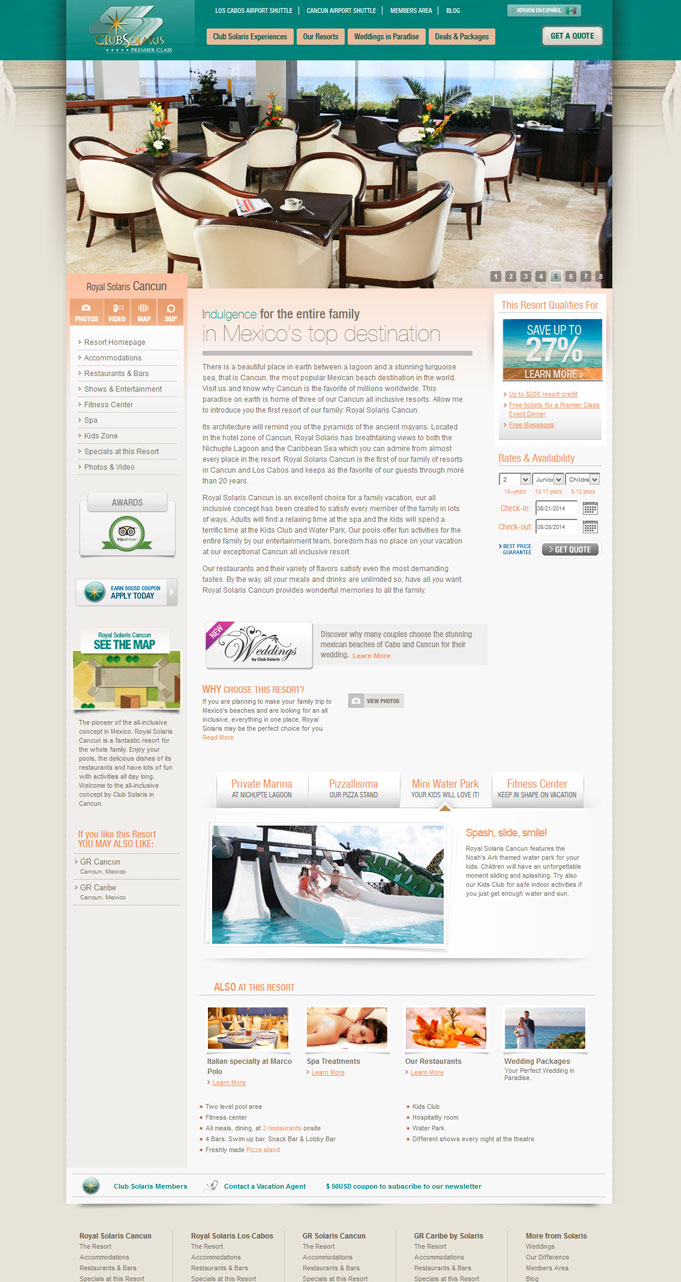 LOS CABOS AIRPORT SHUTTLE
CANCUN AIRPORT SHUTTLE
MEMBERS AREA
BLOG
VERSIÓN EN ESPAÑOL
CLUBSOLARIS
PREMIER CLASS
Club Solaris Experiences
Our Resorts
Weddings in Paradise
Deals & Packages
GET A QUOTE
1 2 3 4 5 6 7 8
Royal Solaris Cancun
PHOTOS
VIDEO
MAP
360º
Resort Homepage
Accommodations
Restaurants & Bars
Shows & Entertainment
Fitness Center
Spa
Kids Zone
Specials at this Resort
Photos & Video
AWARDS
EARN 50USD COUPON
APPLY TODAY
Royal Solaris Cancun
SEE THE MAP
The pioneer of the all-inclusive
concept in Mexico. Royal Solaris
Cancun is a fantastic resort for
the whole family. Enjoy your
pools, the delicious dishes of its
restaurants and have lots of fun
with activities all day long.
Welcome to the all-inclusive
concept by Club Solaris in
Cancun.
If you like this Resort
YOU MAY ALSO LIKE:
GR Cancun
Cancun, Mexico
GR Caribe
Cancun, Mexico
Indulgence for the entire family
in Mexico's top destination
There is a beautiful place in earth between a lagoon and a stunning turquoise
sea, that is Cancun, the most popular Mexican beach destination in the world.
Visit us and know why Cancun is the favorite of millions worldwide. This
paradise on earth is home of three of our Cancun all inclusive resorts. Allow me
to introduce you the first resort of our family: Royal Solaris Cancun.
Its architecture will remind you of the pyramids of the ancient mayans. Located
in the hotel zone of Cancun, Royal Solaris has breathtaking views to both the
Nichupte Lagoon and the Caribbean Sea which you can admire from almost
every place in the resort. Royal Solaris Cancun is the first of our family of resorts
in Cancun and Los Cabos and keeps as the favorite of our guests through more
than 20 years.
Royal Solaris Cancun is an excellent choice for a family vacation, our all
inclusive concept has been created to satisfy every member of the family in lots
of ways. Adults will find a relaxing time at the spa and the kids will spend a
terrific time at the Kids Club and Water Park. Our pools offer fun activities for the
entire family by our entertainment team, boredom has no place on your vacation
at our exceptional Cancun all inclusive resort.
Our restaurants and their variety of flavors satisfy even the most demanding
tastes. By the way, all your meals and drinks are unlimited so, have all you want.
Royal Solaris Cancun provides wonderful memories to all the family.
NEW
Weddings
by Club Solaris
Discover why many couples choose the stunning
mexican beaches of Cabo and Cancun for their
wedding. Learn More
WHY CHOOSE THIS RESORT?
If you are planning to make your family trip to
Mexico's beaches and are looking for an all
inclusive, everything in one place, Royal
Solaris may be the perfect choice for you.
Read More
VIEW PHOTOS
This Resort Qualifies For
SAVE UP TO
27%
LEARN MORE »
Up to $200 resort credit
Free tickets for a Premier Class
Event Dinner
Free Massages
Rates & Availability
2
Junior
Childre
18+years
13-17 years
5-12 years
Check-in:
08/21/2014
Check-out:
08/28/2014
BEST PRICE
GUARANTEE
GET QUOTE
Private Marina
AT NICHUPTE LAGOON
Pizzallisima
OUR PIZZA STAND
Mini Water Park
YOUR KIDS WILL LOVE IT!
Fitness Center
KEEP IN SHAPE ON VACATION
Spash, slide, smile!
Royal Solaris Cancun features the
Noah's Ark themed water park for your
kids. Children will have an unforgettable
moment sliding and splashing. Try also
our Kids Club for safe indoor activities if
you just get enough water and sun.
ALSO AT THIS RESORT
Italian specialty at Marco
Polo
Learn More
Spa Treatments
Learn More
Our Restaurants
Learn More
Wedding Packages
Your Perfect Wedding in
Paradise.
Two level pool area
Fitness center
All meals, dining, at 3 restaurants onsite
4 Bars: Swim up bar, Snack Bar & Lobby Bar
Freshly made Pizza stand
Kids Club
Hospitality room
Water Park
Different shows every night at the theatre
Club Solaris Members
Contact a Vacation Agent
$ 50USD coupon to subscribe to our newsletter
Royal Solaris Cancun
The Resort
Accommodations
Restaurants & Bars
Specials at this Resort
Royal Solaris Los Cabos
The Resort
Accommodations
Restaurants & Bars
Specials at this Resort
GR Solaris Cancun
The Resort
Accommodations
Restaurants & Bars
Specials at this Resort
GR Caribe by Solaris
The Resort
Accommodations
Restaurants & Bars
Specials at this Resort
More from Solaris
Weddings
Our Difference
Members Area
Blog